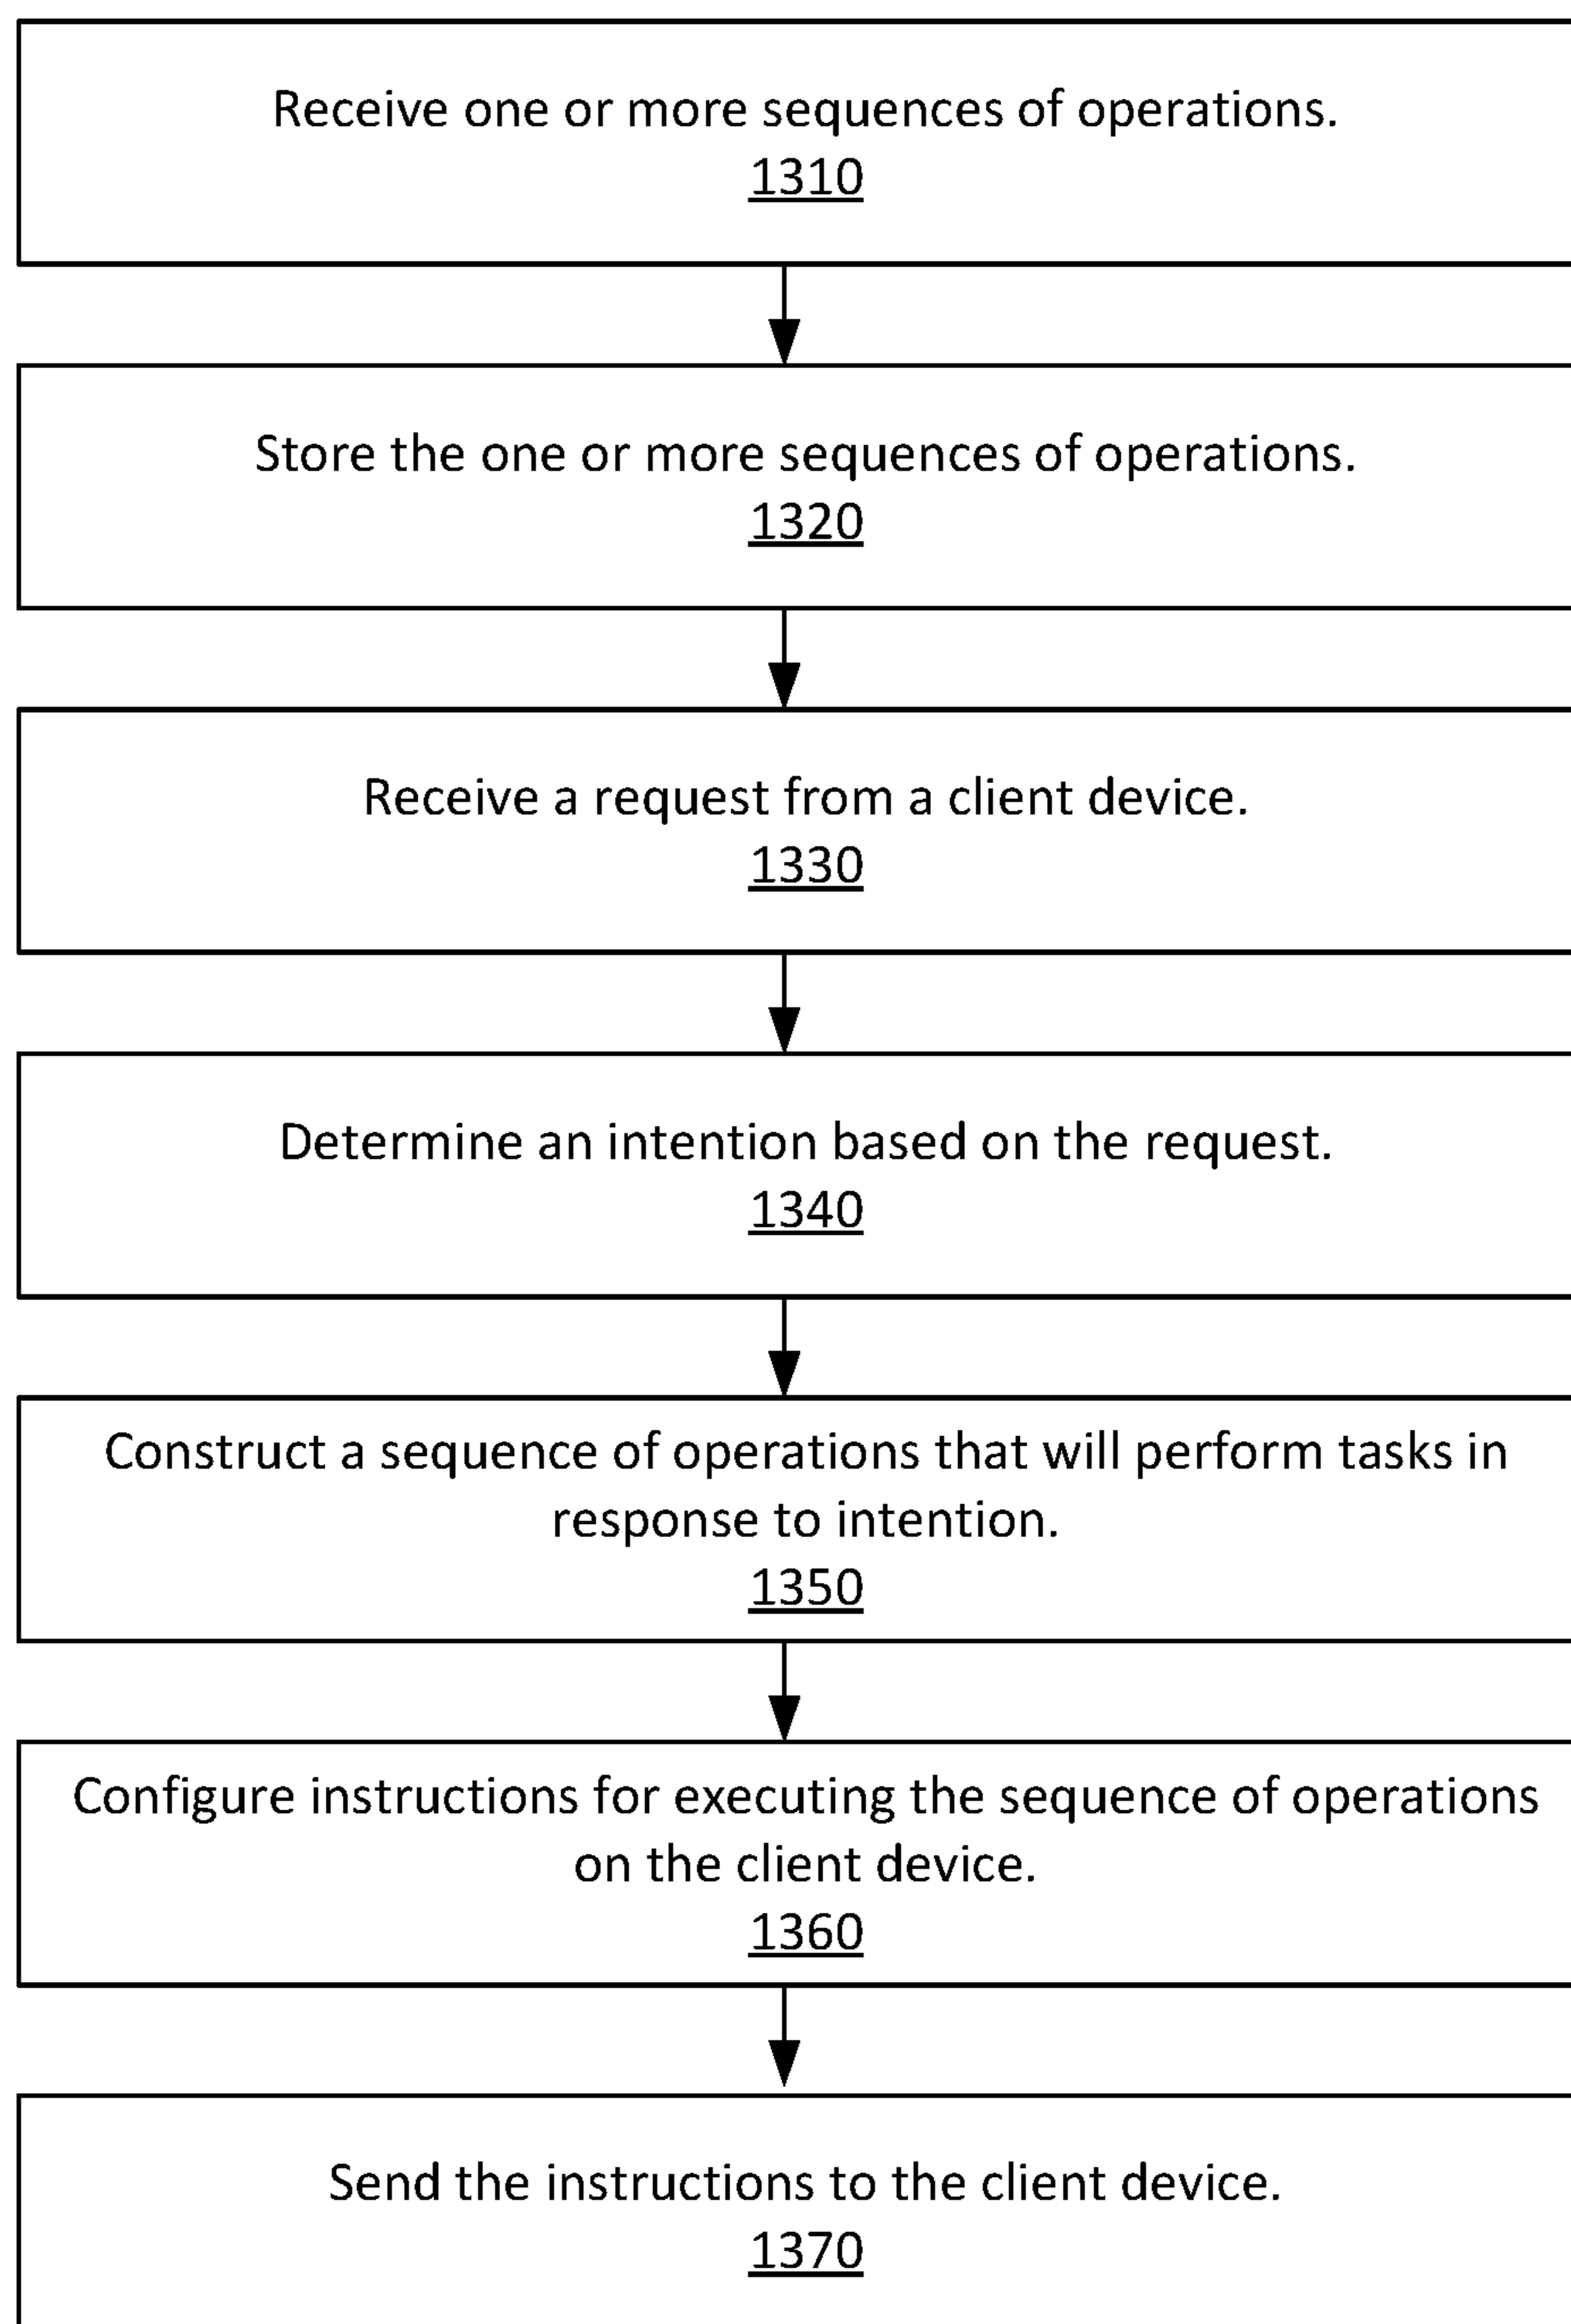 Receive one or more sequences of operations.
1310
Store the one or more sequences of operations.
1320
Receive a request from a client device.
1330
Determine an intention based on the request.
1340
Construct a sequence of operations that will perform tasks in
response to intention.
1350
Configure instructions for executing the sequence of operations
on the client device.
1360
Send the instructions to the client device.
1370